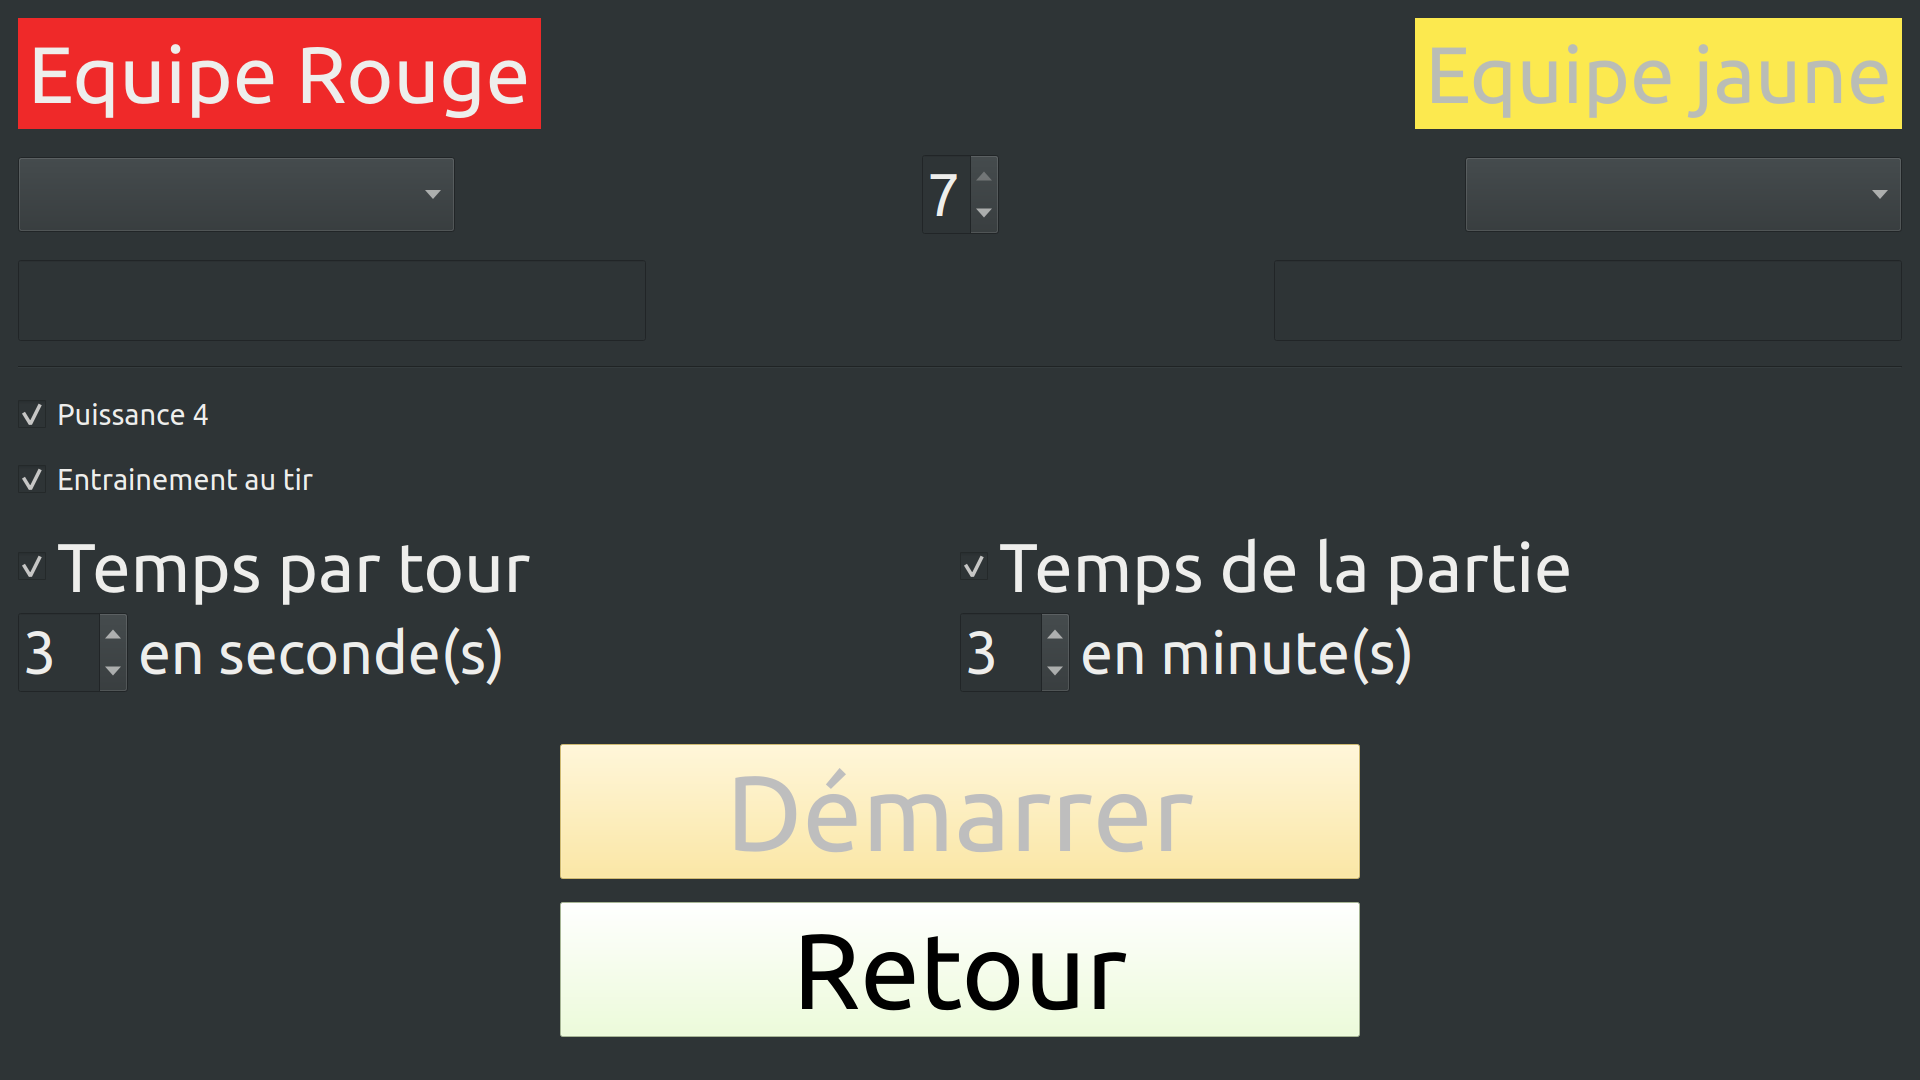 Equipe Rouge
Equipe jaune
7
Puissance 4
Entrainement au tir
Temps par tour
Temps de la partie
3 en seconde(s)
3 en minute(s)
Démarrer
Retour